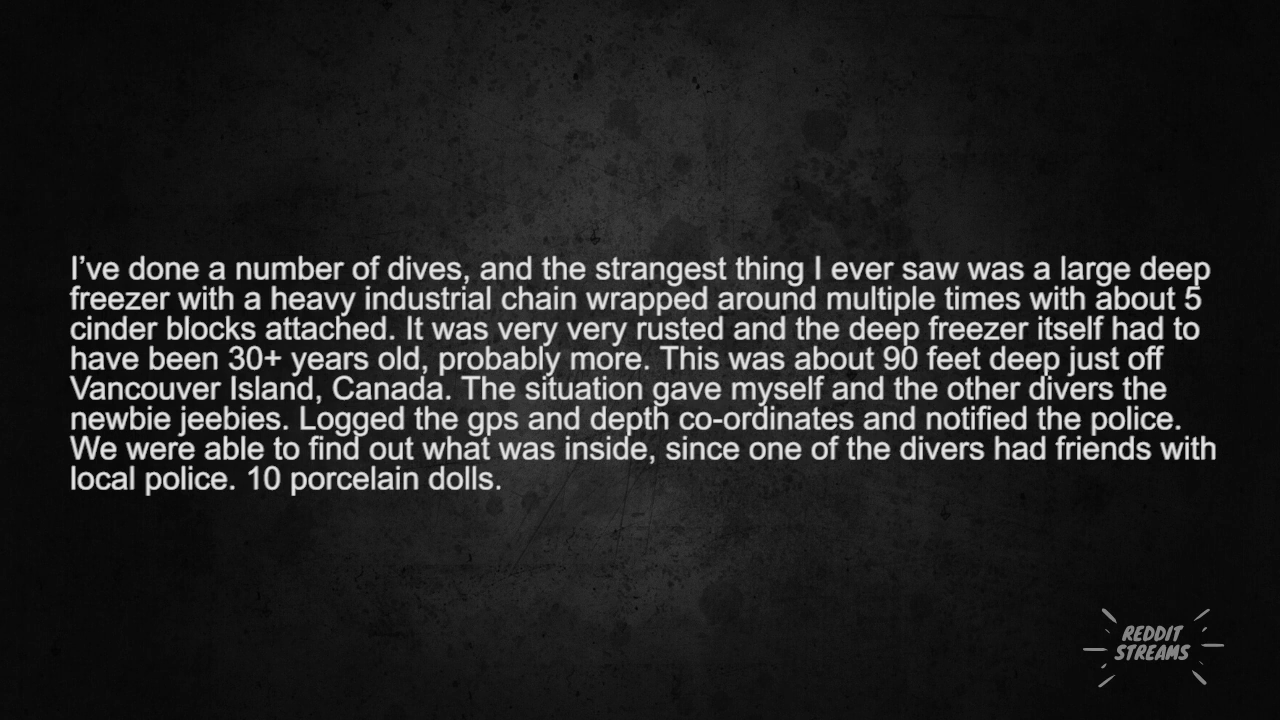 I’ve done a number of dives, and the strangest thing I ever saw was a large deep
freezer with a heavy industrial chain wrapped around multiple times with about 5
cinder blocks attached. It was very very rusted and the deep freezer itself had to
have been 30+ years old, probably more. This was about 90 feet deep just off
Vancouver Island, Canada. The situation gave myself and the other divers the
newbie jeebies. Logged the gps and depth co-ordinates and notified the police.
We were able to find out what was inside, since one of the divers had friends with
local police. 10 porcelain dolls.
REDDIT
STREAMS